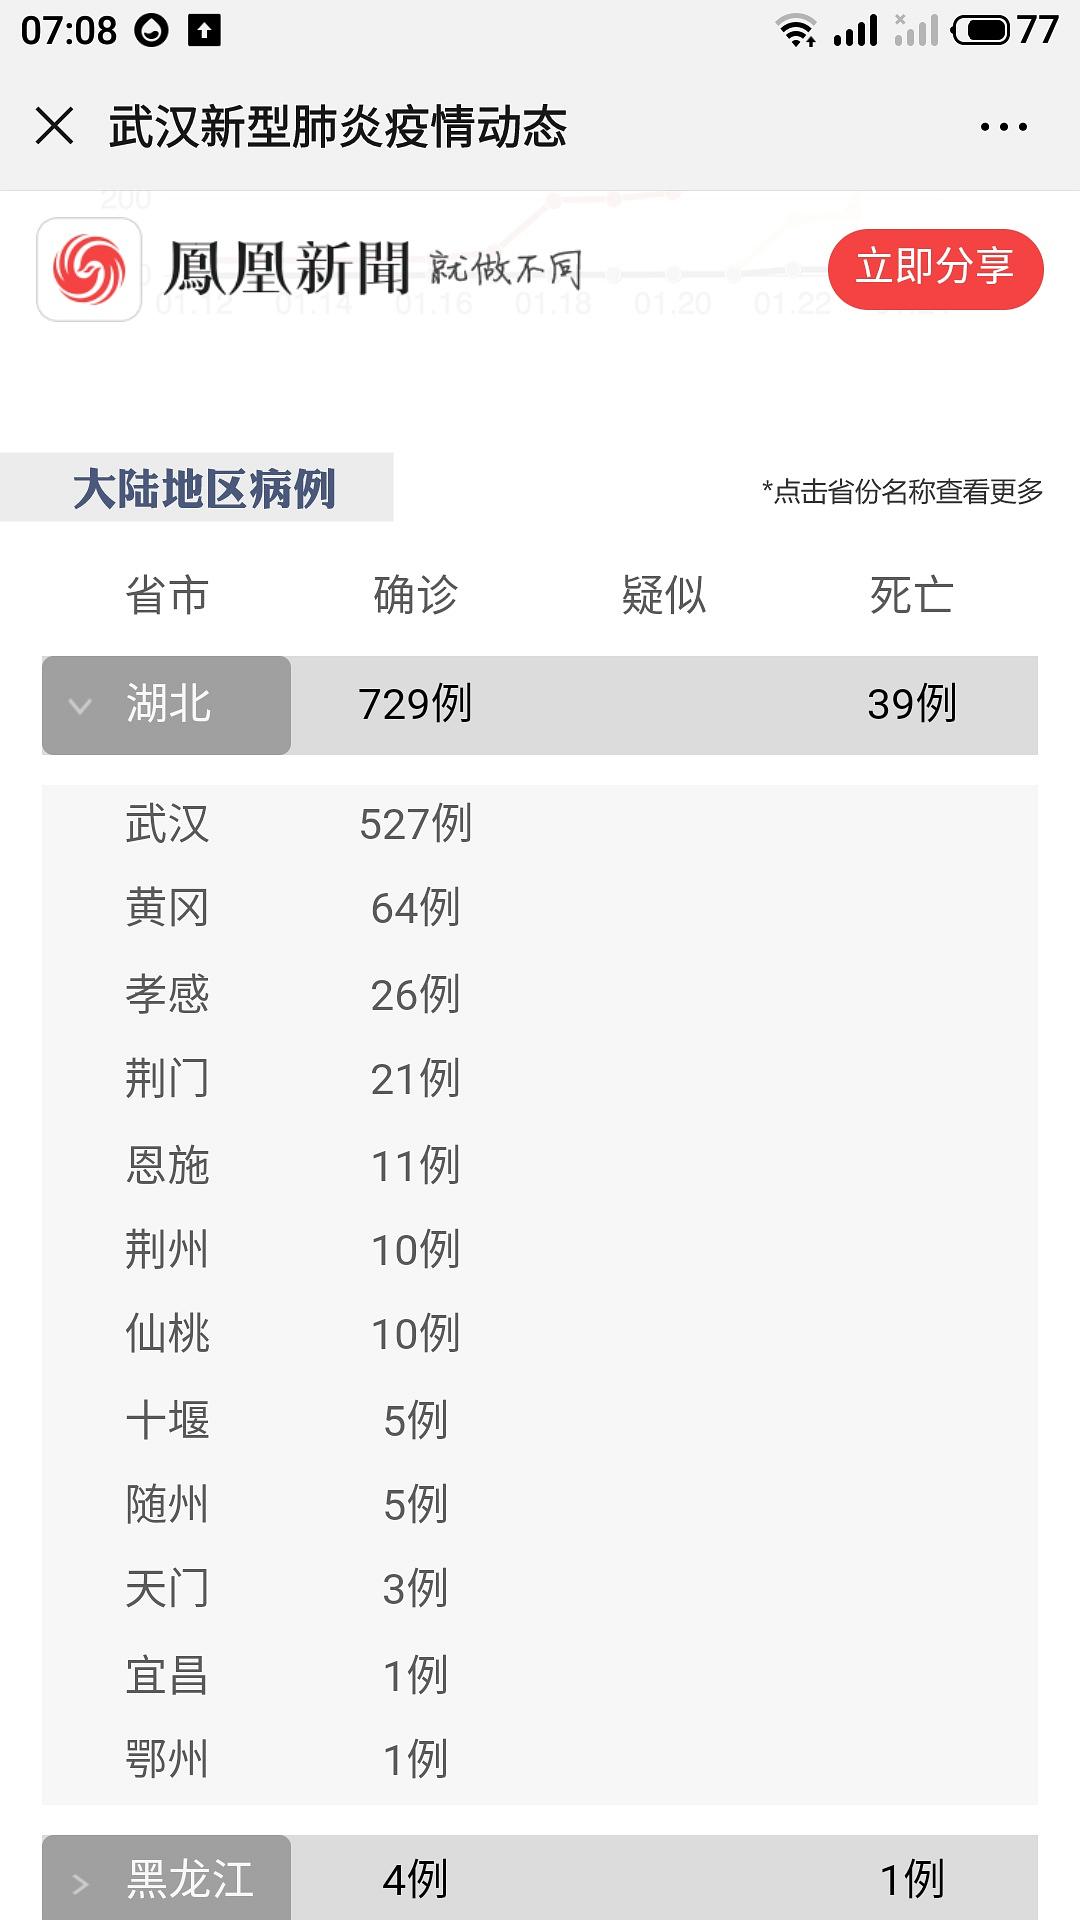 07:08 77
武汉新型肺炎疫情动态
200
鳳凰新聞 就做不同 立即分享
01.12 01.14 01.16 01.18 01.20 01.22
大陆地区病例 *点击省份名称查看更多
省市 确诊 疑似 死亡
湖北 729例 39例
武汉 527例
黄冈 64例
孝感 26例
荆门 21例
恩施 11例
荆州 10例
仙桃 10例
十堰 5例
随州 5例
天门 3例
宜昌 1例
鄂州 1例
黑龙江 4例 1例